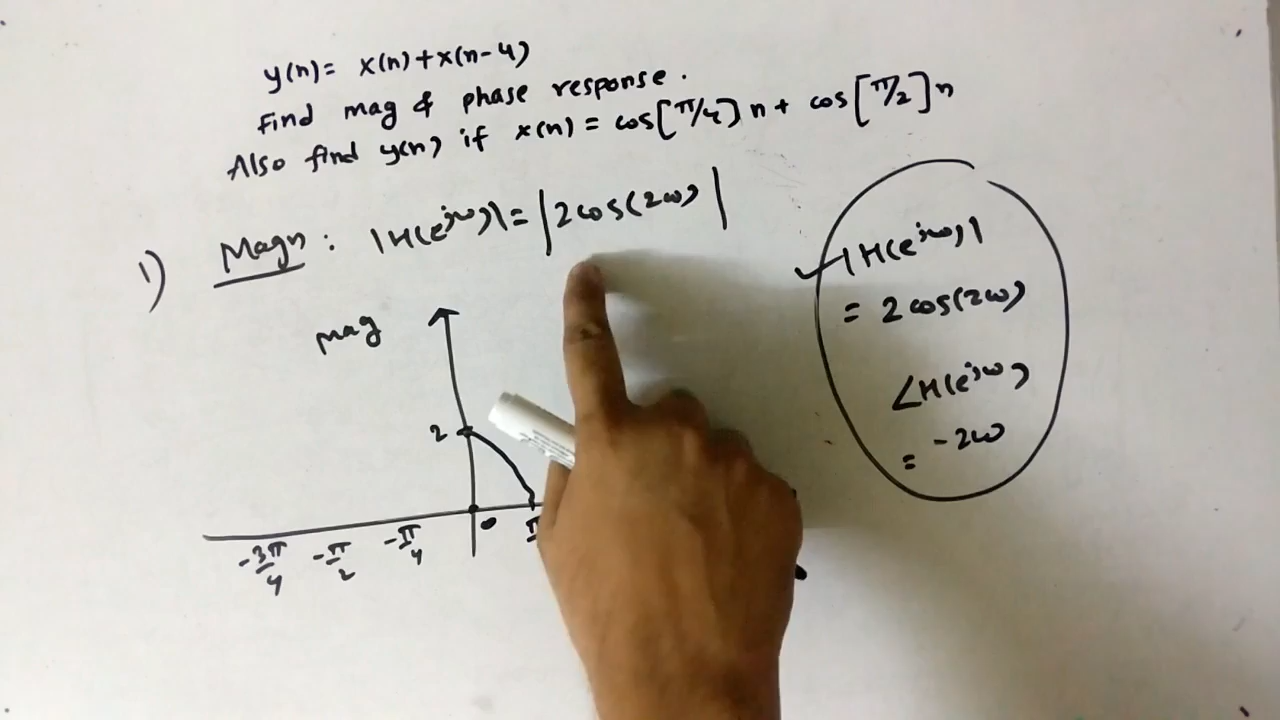 y(n) = x(n) + x(n-4)
Find mag & phase response.
Also find y(n) if x(n) = cos[π/4]n + cos[π/2]n
1) Magn : |H(e^jω)| = |2cos(2ω)|
|H(e^jω)|
= 2cos(2ω)
∠H(e^jω)
= -2ω
mag
2
-3π/4 -π/2 -π/4 0